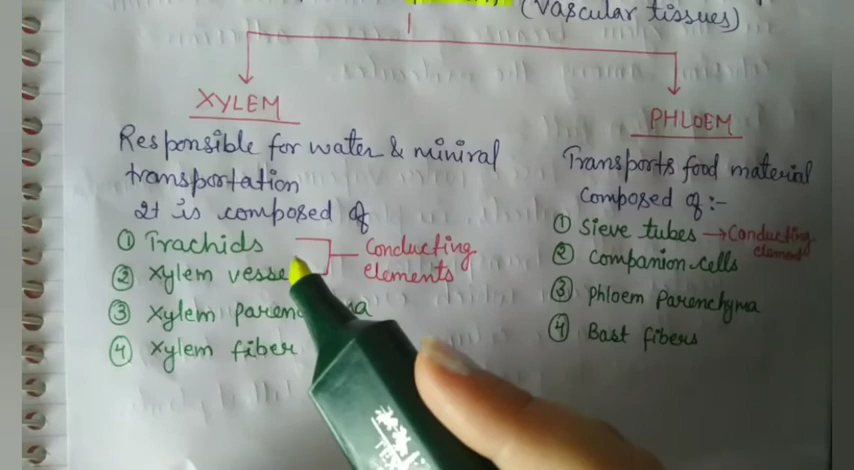 (Vascular tissues)
XYLEM
Responsible for water & miniral
transportation
It is composed of
① Trachids
② Xylem vesse
③ Xylem paren ma
④ Xylem fiber
Conducting
elements
PHLOEM
Transports food material
composed of:-
① Sieve tubes → Conducting
element
② Companion cells
③ Phloem Parenchyma
④ Bast fibers